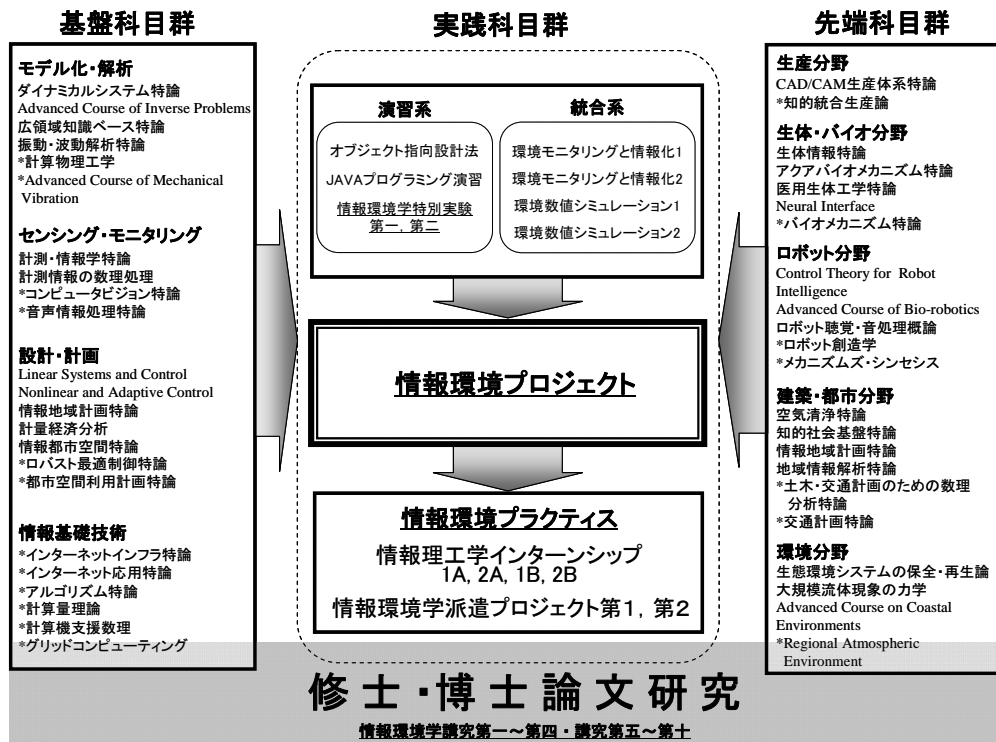 基盤科目群
モデル化・解析
ダイナミカルシステム特論
Advanced Course of Inverse Problems
広領域知識ベース特論
振動・波動解析特論
*計算物理工学
*Advanced Course of Mechanical
Vibration
センシング・モニタリング
計測・情報学特論
計測情報の数理処理
*コンピュータビジョン特論
*音声情報処理特論
設計・計画
Linear Systems and Control
Nonlinear and Adaptive Control
情報地域計画特論
計量経済分析
情報都市空間特論
*ロバスト最適制御特論
*都市空間利用計画特論
情報基礎技術
*インターネットインフラ特論
*インターネット応用特論
*アルゴリズム特論
*計算量理論
*計算機支援数理
*グリッドコンピューティング
実践科目群
演習系
オブジェクト指向設計法
JAVAプログラミング演習
情報環境学特別実験
第一, 第二
統合系
環境モニタリングと情報化1
環境モニタリングと情報化2
環境数値シミュレーション1
環境数値シミュレーション2
情報環境プロジェクト
情報環境プラクティス
情報理工学インターンシップ
1A, 2A, 1B, 2B
情報環境学派遣プロジェクト第1, 第2
先端科目群
生産分野
CAD/CAM生産体系特論
*知的統合生産論
生体・バイオ分野
生体情報特論
アクアバイオメカニズム特論
医用生体工学特論
Neural Interface
*バイオメカニズム特論
ロボット分野
Control Theory for Robot
Intelligence
Advanced Course of Bio-robotics
ロボット聴覚・音処理概論
*ロボット創造学
*メカニズムズ・シンセシス
建築・都市分野
空気清浄特論
知的社会基盤特論
情報地域計画特論
地域情報解析特論
*土木・交通計画のための数理
分析特論
*交通計画特論
環境分野
生態環境システムの保全・再生論
大規模流体現象の力学
Advanced Course on Coastal
Environments
*Regional Atmospheric
Environment
修士・博士論文研究
情報環境学講究第一～第四・講究第五～第十